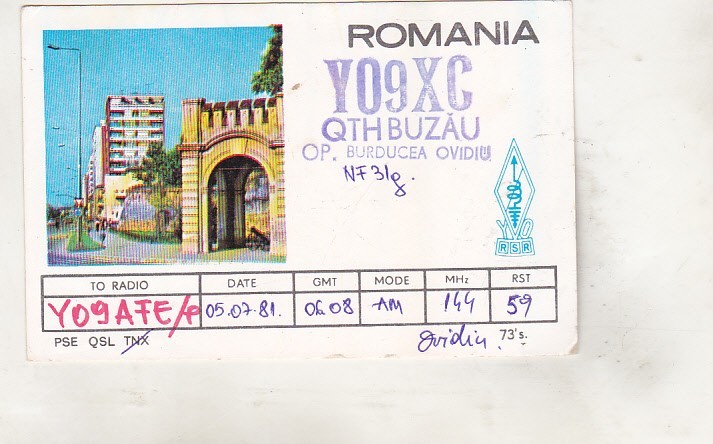 ROMANIA
YO9XC
QTH BUZĂU
OP. BURDUCEA OVIDIU
NF31g.
YO
RSR
TO RADIO DATE GMT MODE MHz RST
YO9AFE/P 05.07.81. 06 08 AM 144 59
PSE QSL TNX Ovidiu 73's.